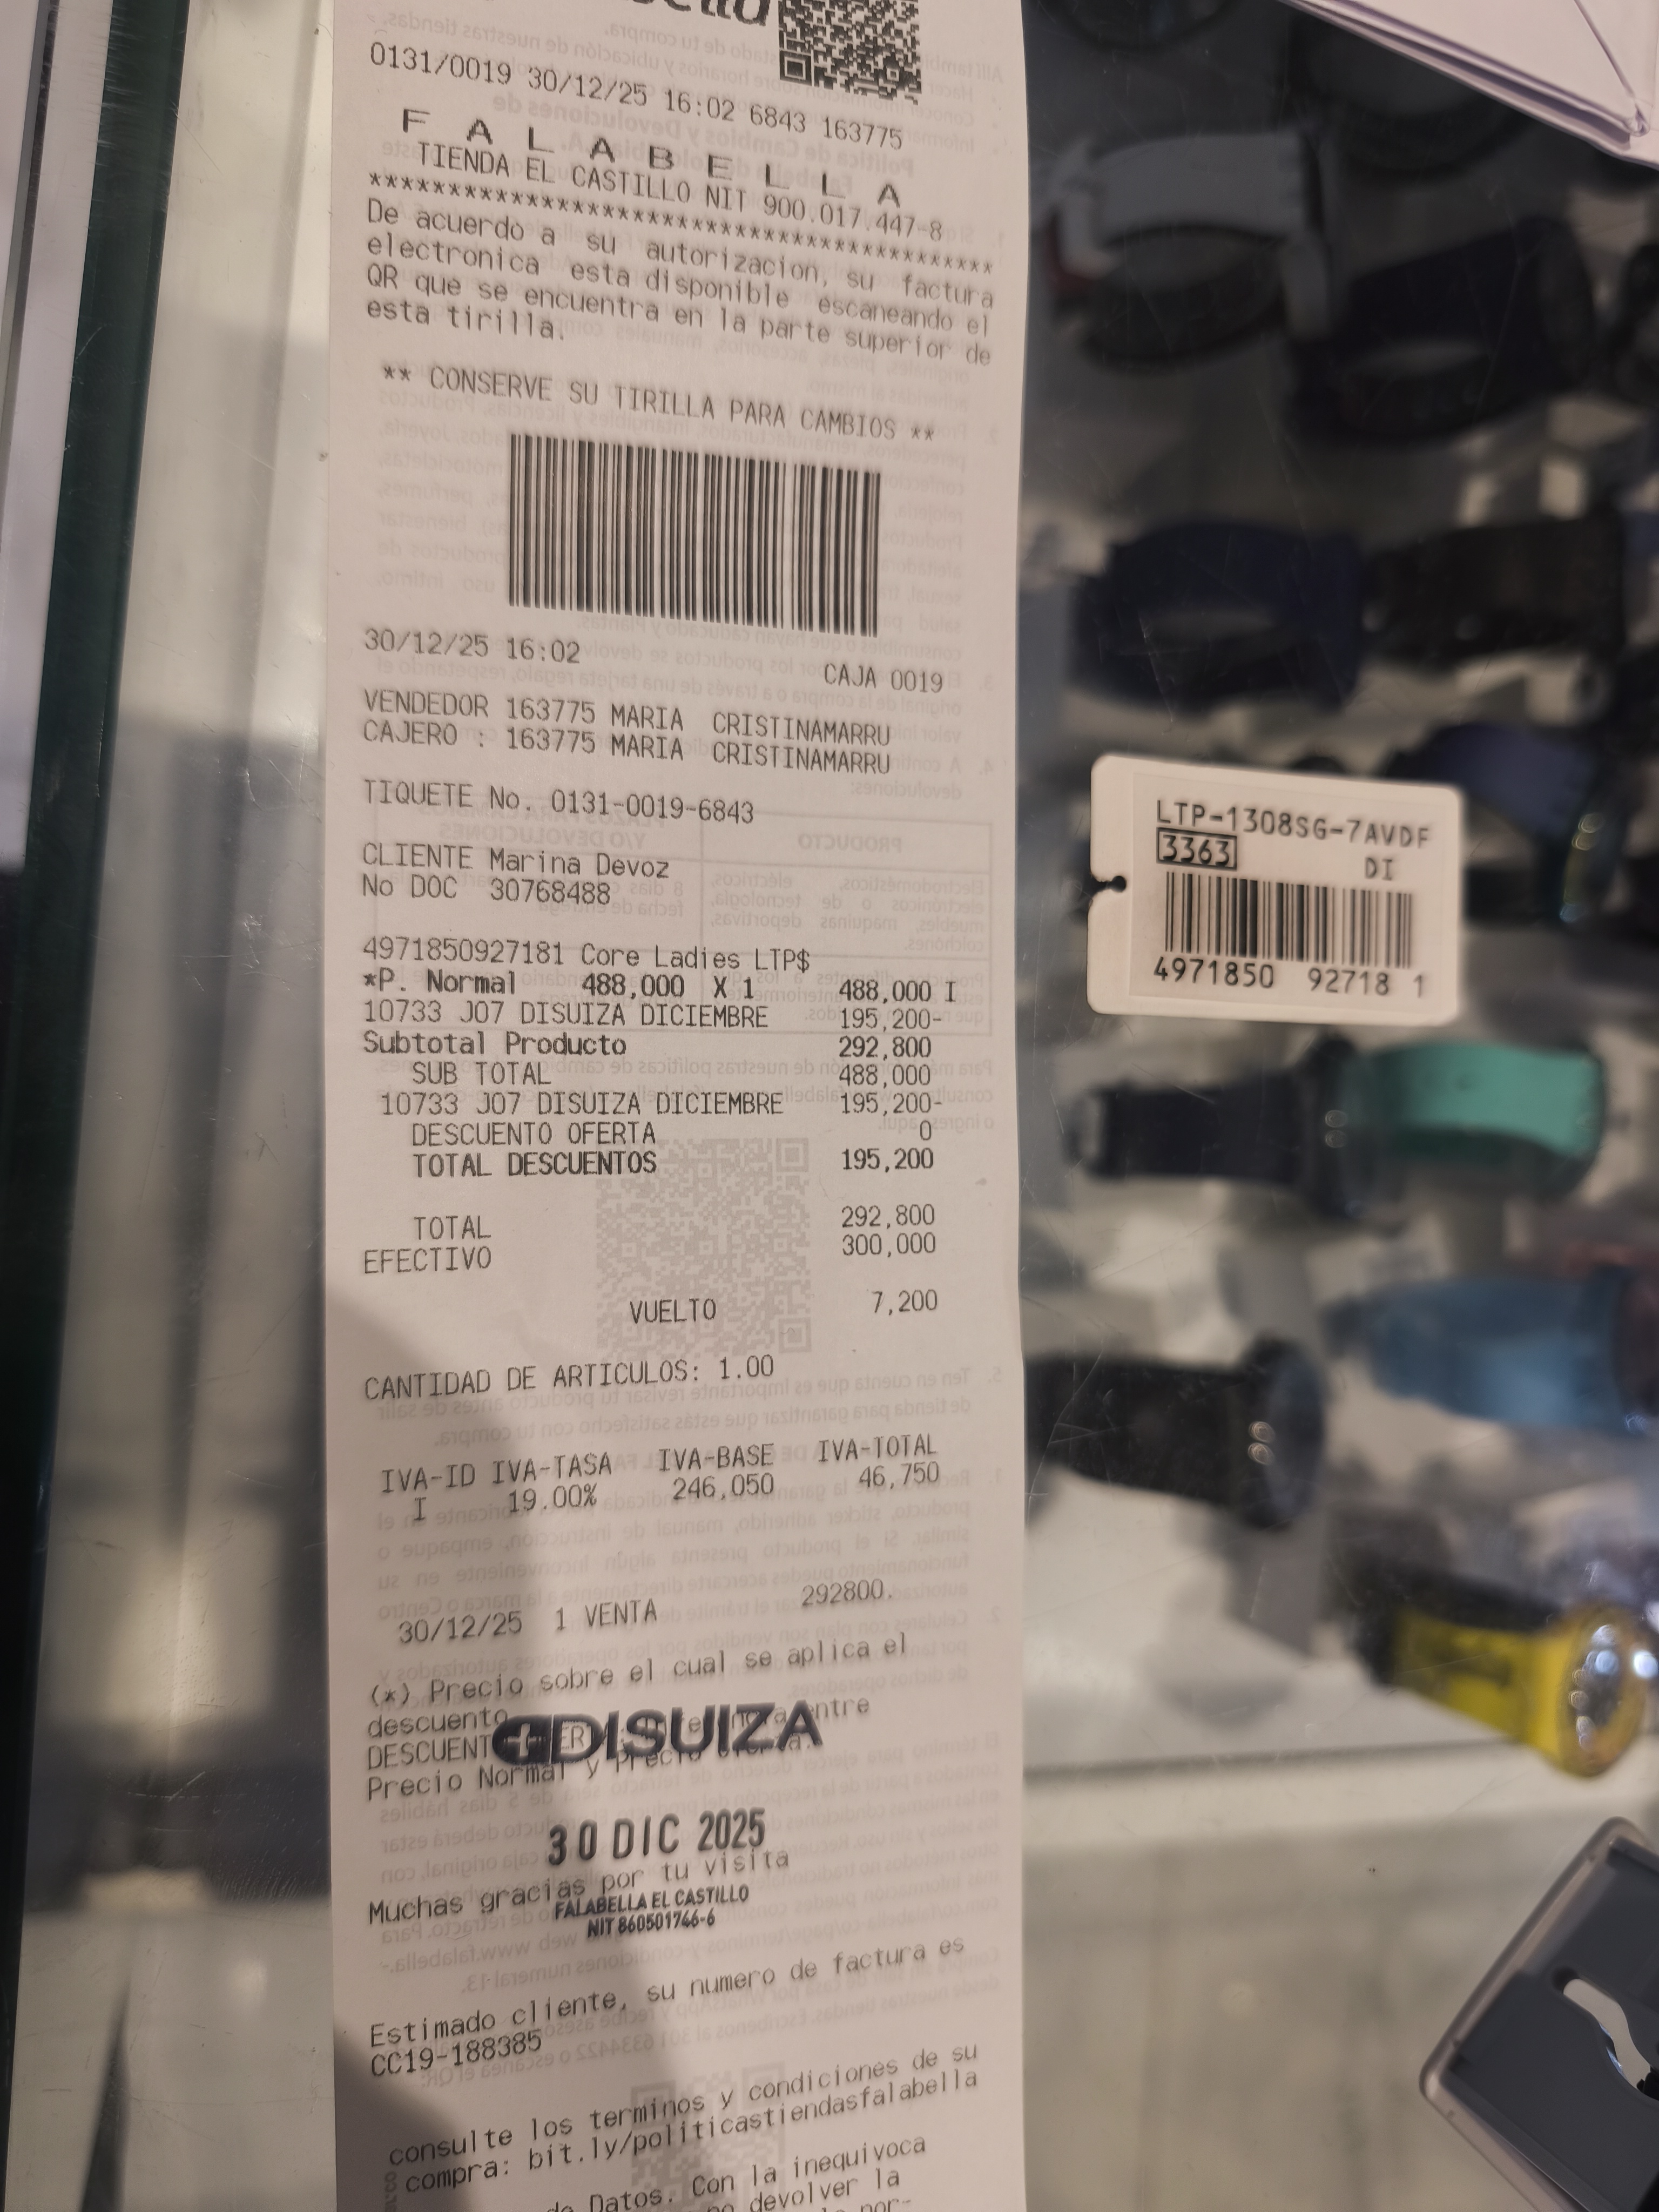 0131/0019 30/12/25 16:02 6843 163775
F A L A B E L L A
TIENDA EL CASTILLO NIT 900.017.447-8
****************************************
De acuerdo a su autorizacion, su factura
electronica esta disponible escaneando el
QR que se encuentra en la parte superior de
esta tirilla.
** CONSERVE SU TIRILLA PARA CAMBIOS **
30/12/25 16:02 CAJA 0019
VENDEDOR 163775 MARIA CRISTINAMARRU
CAJERO : 163775 MARIA CRISTINAMARRU
TIQUETE No. 0131-0019-6843
CLIENTE Marina Devoz
No DOC 30768488
4971850927181 Core Ladies LTP$
*P. Normal 488,000 X 1 488,000 I
10733 J07 DISUIZA DICIEMBRE 195,200-
Subtotal Producto 292,800
SUB TOTAL 488,000
10733 J07 DISUIZA DICIEMBRE 195,200-
DESCUENTO OFERTA 0
TOTAL DESCUENTOS 195,200
TOTAL 292,800
EFECTIVO 300,000
VUELTO 7,200
CANTIDAD DE ARTICULOS: 1.00
IVA-ID IVA-TASA IVA-BASE IVA-TOTAL
I 19.00% 246,050 46,750
30/12/25 1 VENTA 292800.
(*) Precio sobre el cual se aplica el
descuento
DISUIZA
Precio Normal y Precio
30 DIC 2025
Muchas gracias por tu visita
FALABELLA EL CASTILLO
NIT 860501746-6
Estimado cliente, su numero de factura es
CC19-188385
consulte los terminos y condiciones de su
compra: bit.ly/politicastiendasfalabella
Datos. Con la inequivoca
devolver la
LTP-1308SG-7AVDF
3363 DI
4971850 92718 1